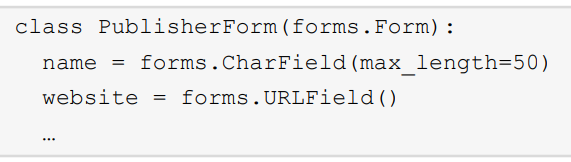 class PublisherForm(forms.Form):
  name = forms.CharField(max_length=50)
  website = forms.URLField()
  …